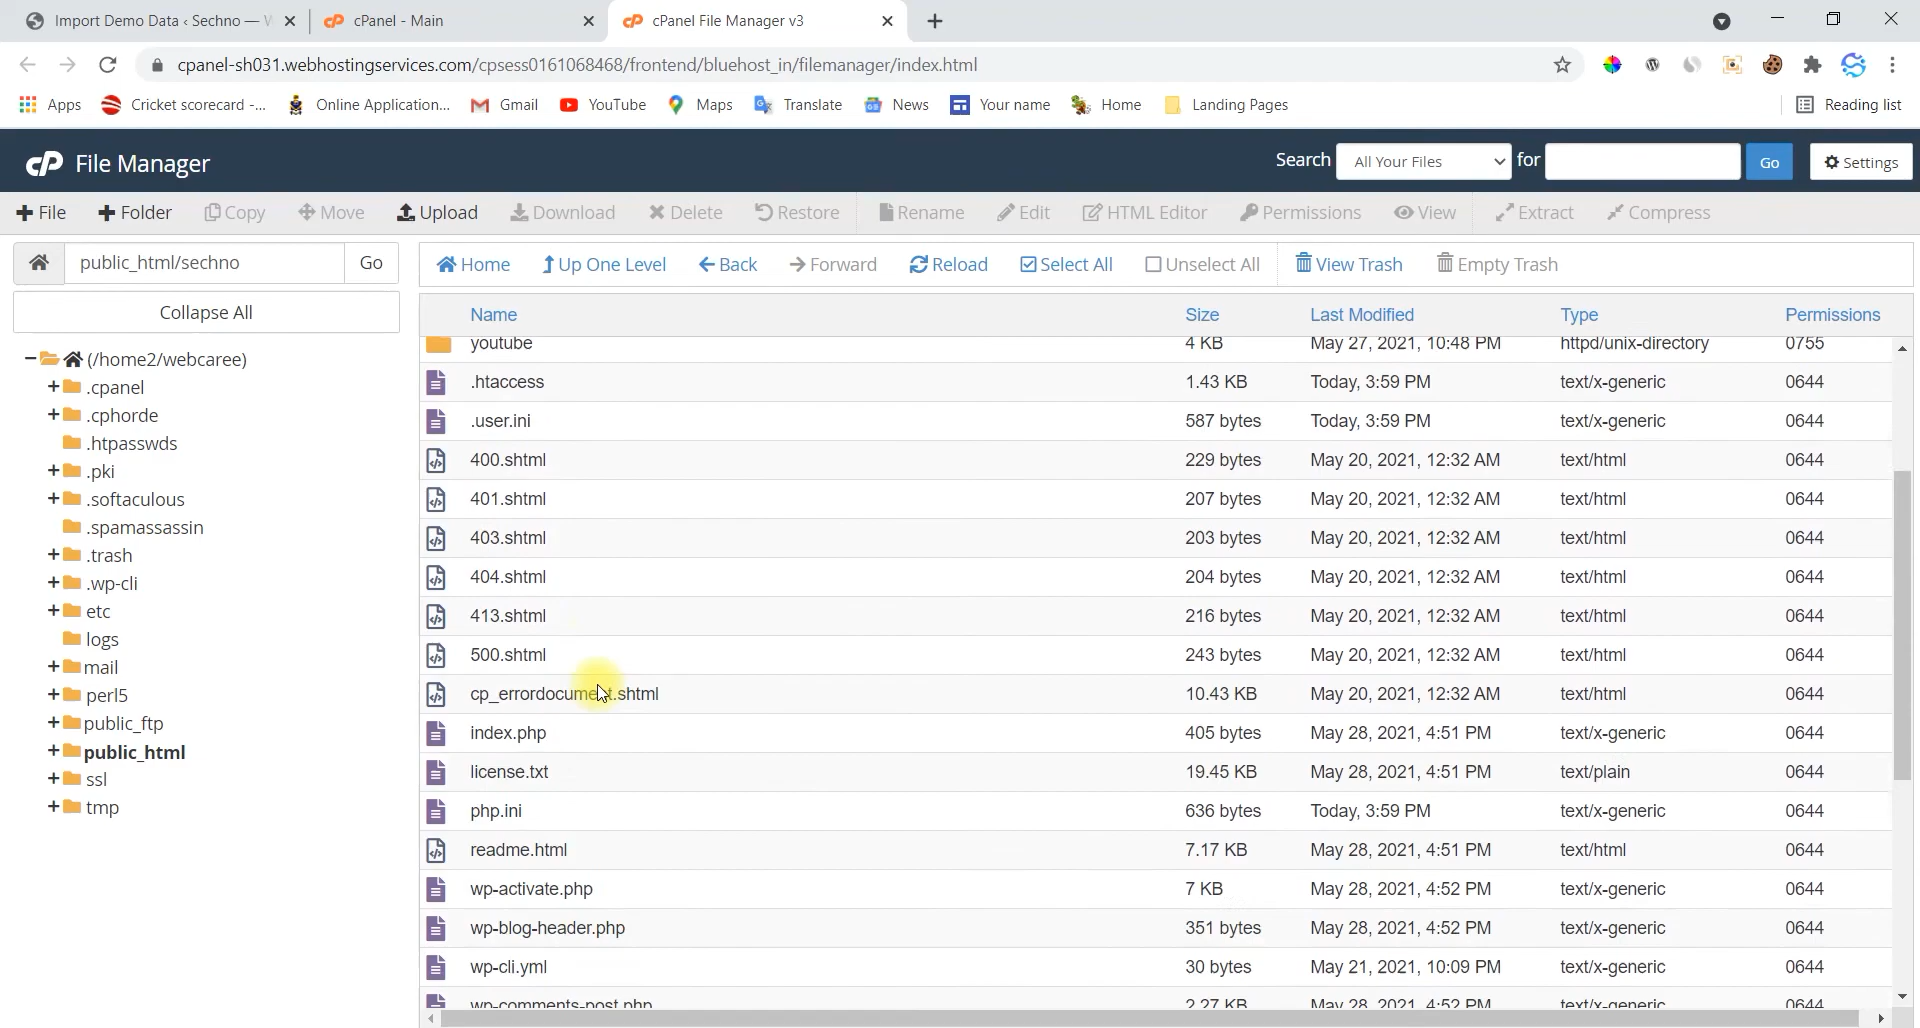 Import Demo Data ‹ Sechno — W
cPanel - Main
cPanel File Manager v3
cpanel-sh031.webhostingservices.com/cpsess0161068468/frontend/bluehost_in/filemanager/index.html
Apps Cricket scorecard -... Online Application... Gmail YouTube Maps Translate News Your name Home Landing Pages Reading list
cP File Manager Search All Your Files for Go Settings
File Folder Copy Move Upload Download Delete Restore Rename Edit HTML Editor Permissions View Extract Compress
public_html/sechno Go Home Up One Level Back Forward Reload Select All Unselect All View Trash Empty Trash
Collapse All
(/home2/webcaree)
.cpanel
.cphorde
.htpasswds
.pki
.softaculous
.spamassassin
.trash
.wp-cli
etc
logs
mail
perl5
public_ftp
public_html
ssl
tmp
Name Size Last Modified Type Permissions
youtube 4 KB May 27, 2021, 10:48 PM httpd/unix-directory 0755
.htaccess 1.43 KB Today, 3:59 PM text/x-generic 0644
.user.ini 587 bytes Today, 3:59 PM text/x-generic 0644
400.shtml 229 bytes May 20, 2021, 12:32 AM text/html 0644
401.shtml 207 bytes May 20, 2021, 12:32 AM text/html 0644
403.shtml 203 bytes May 20, 2021, 12:32 AM text/html 0644
404.shtml 204 bytes May 20, 2021, 12:32 AM text/html 0644
413.shtml 216 bytes May 20, 2021, 12:32 AM text/html 0644
500.shtml 243 bytes May 20, 2021, 12:32 AM text/html 0644
cp_errordocument.shtml 10.43 KB May 20, 2021, 12:32 AM text/html 0644
index.php 405 bytes May 28, 2021, 4:51 PM text/x-generic 0644
license.txt 19.45 KB May 28, 2021, 4:51 PM text/plain 0644
php.ini 636 bytes Today, 3:59 PM text/x-generic 0644
readme.html 7.17 KB May 28, 2021, 4:51 PM text/html 0644
wp-activate.php 7 KB May 28, 2021, 4:52 PM text/x-generic 0644
wp-blog-header.php 351 bytes May 28, 2021, 4:52 PM text/x-generic 0644
wp-cli.yml 30 bytes May 21, 2021, 10:09 PM text/x-generic 0644
wp-comments-post.php 2.27 KB May 28, 2021, 4:52 PM text/x-generic 0644